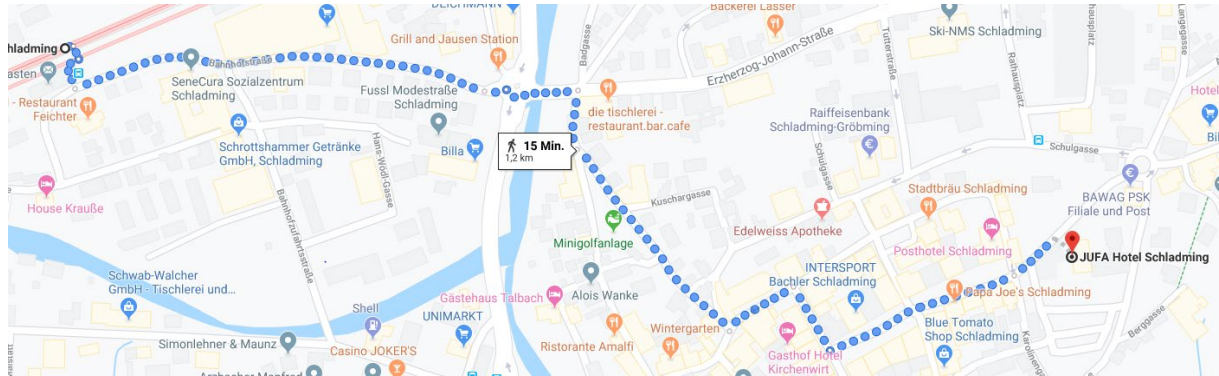 DEICHMANN
Bäckerei Lasser
Ski-NMS Schladming
Grill and Jausen Station
Badgasse
Erzherzog-Johann-Straße
Tutterstraße
Rathausplatz
Langegasse
hladming
asten
SeneCura Sozialzentrum
Schladming
Bahnhofstraße
Fussl Modestraße
Schladming
die tischlerei -
restaurant.bar.cafe
Raiffeisenbank
Schladming-Gröbming
Hotel
- Restaurant
Feichter
Schrottshammer Getränke
GmbH, Schladming
Hans-Wödl-Gasse
Billa
15 Min.
1,2 km
Schulgasse
Schulgasse
House Krauße
Bahnhofzufahrtsstraße
Kuschargasse
Stadtbräu Schladming
BAWAG PSK
Filiale und Post
Minigolfanlage
Edelweiss Apotheke
Posthotel Schladming
JUFA Hotel Schladming
Schwab-Walcher
GmbH - Tischlerei und...
Gästehaus Talbach
Alois Wanke
INTERSPORT
Bachler Schladming
Papa Joe's Schladming
Shell
UNIMARKT
Wintergarten
Blue Tomato
Shop Schladming
Berggasse
Simonlehner & Maunz
Casino JOKER'S
Ristorante Amalfi
Gasthof Hotel
Kirchenwirt